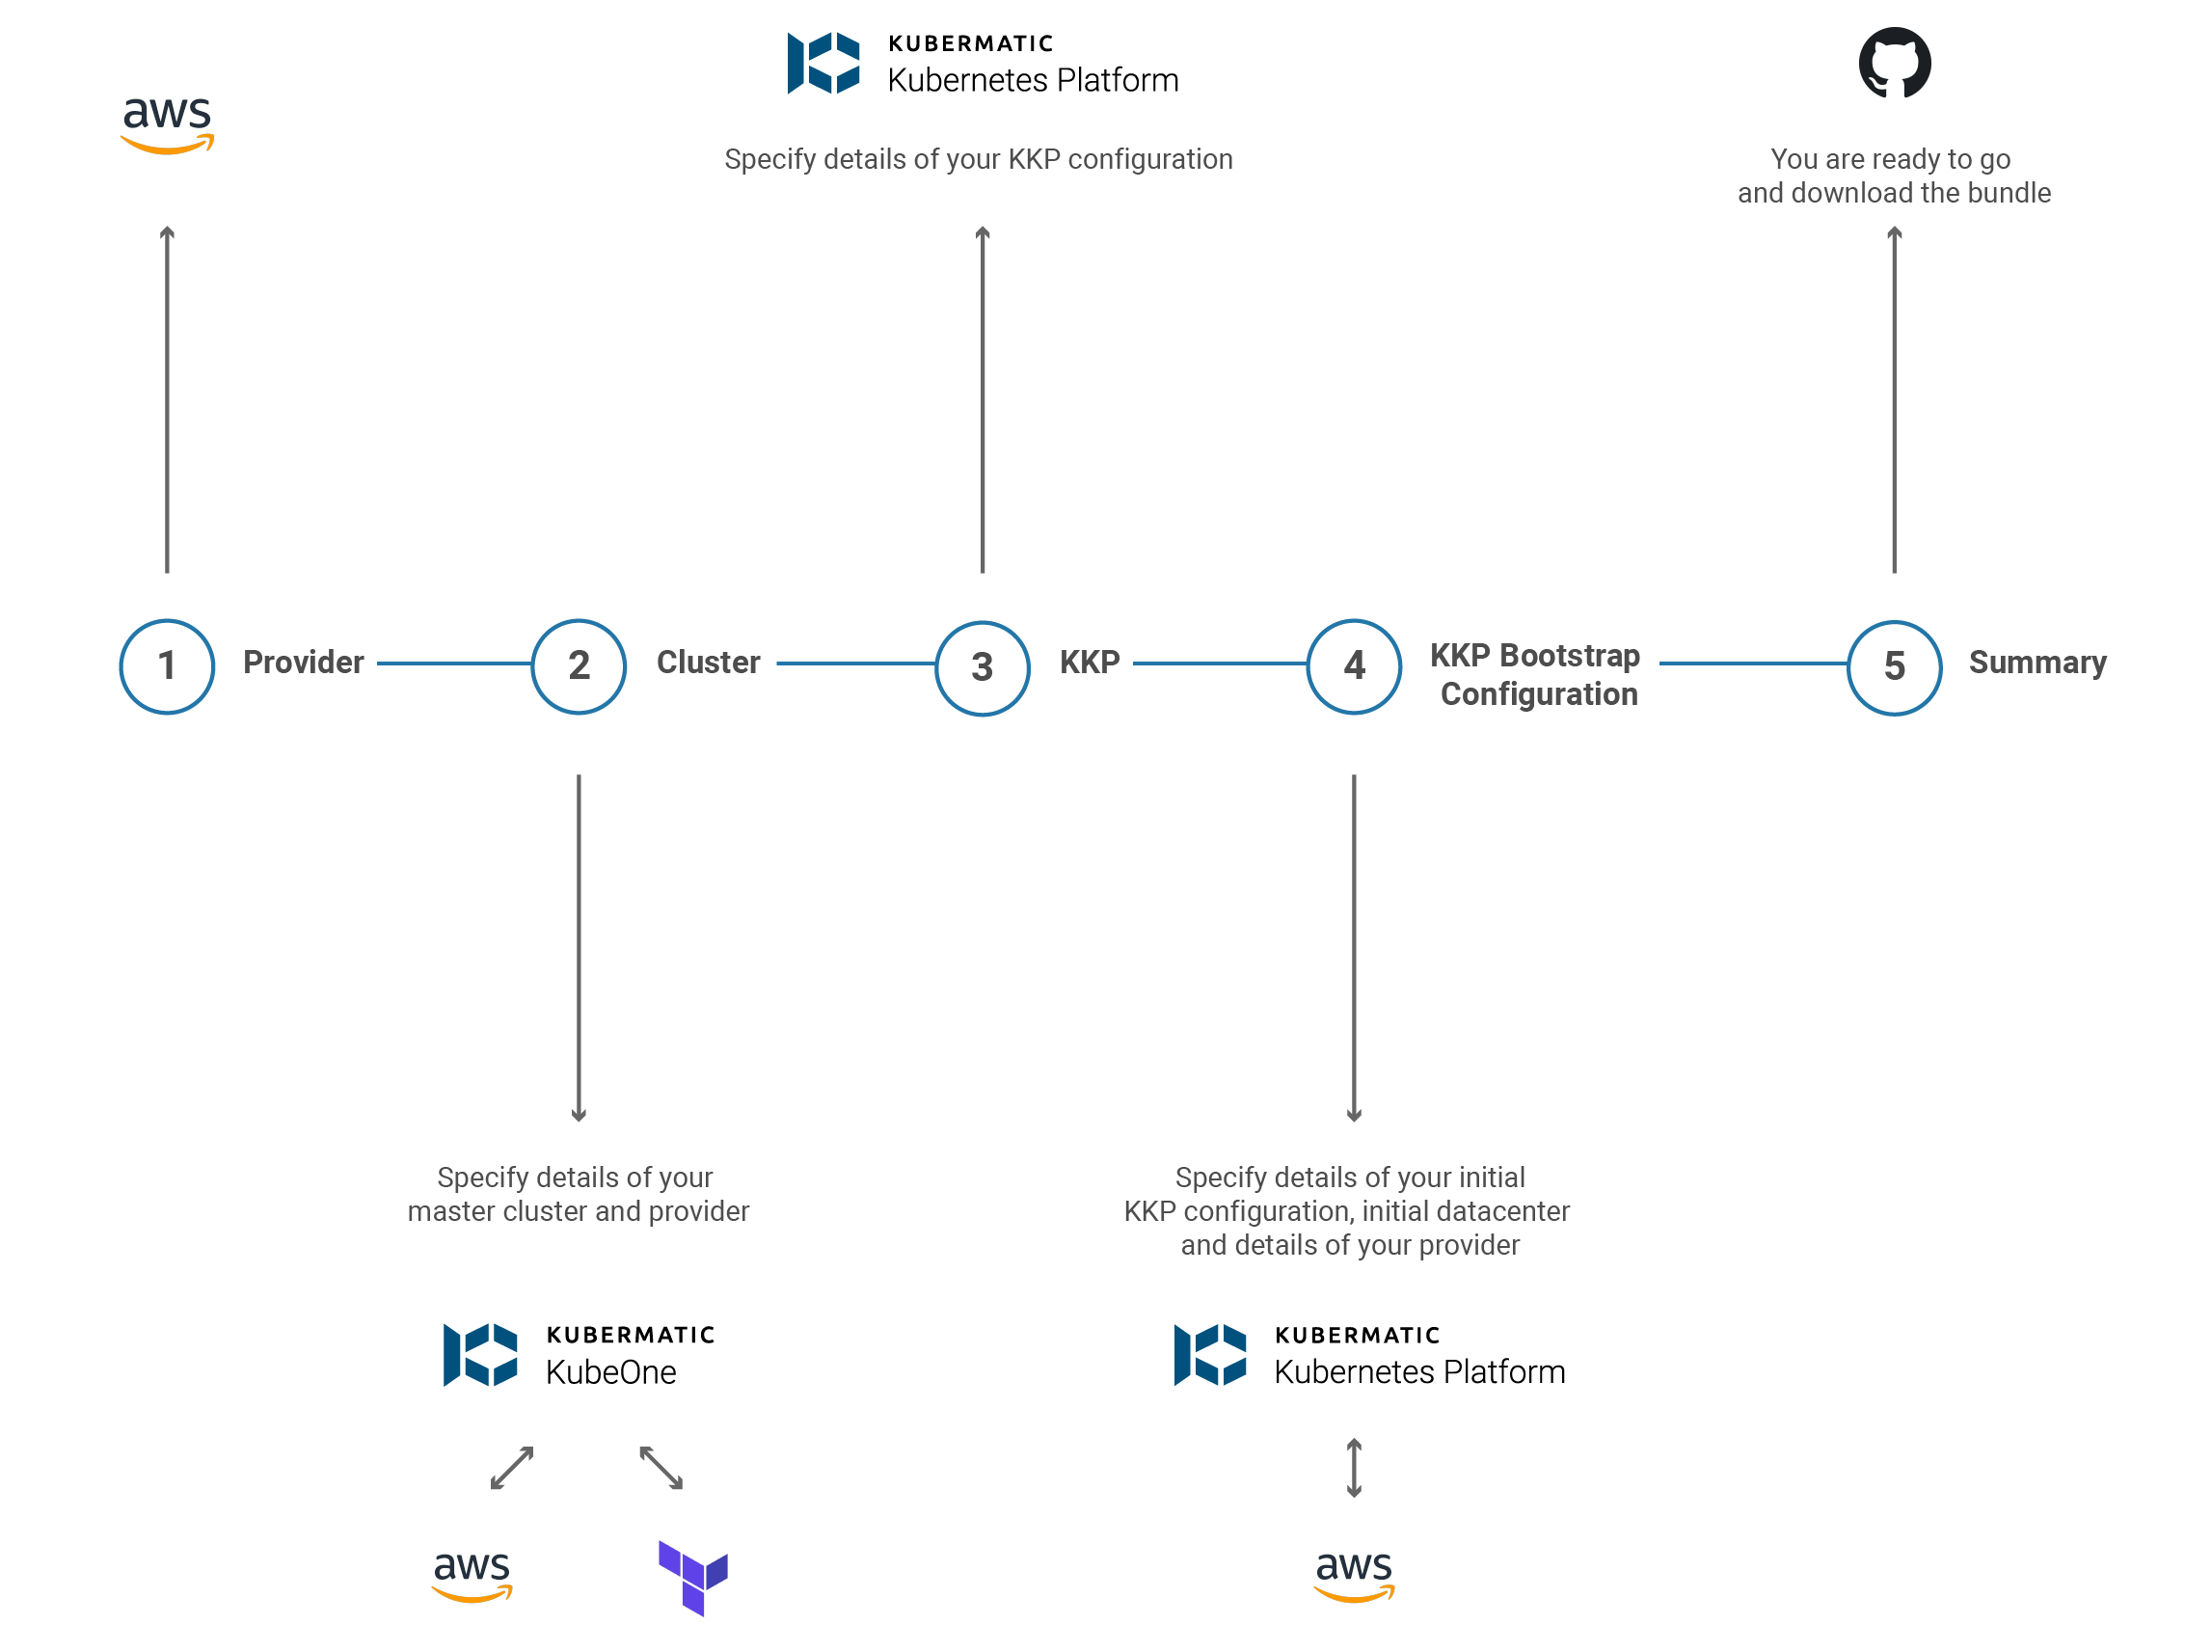 KUBERMATIC
Kubernetes Platform
aws
Specify details of your KKP configuration
You are ready to go
and download the bundle
1 Provider
2 Cluster
3 KKP
4 KKP Bootstrap
Configuration
5 Summary
Specify details of your
master cluster and provider
Specify details of your initial
KKP configuration, initial datacenter
and details of your provider
KUBERMATIC
KubeOne
KUBERMATIC
Kubernetes Platform
aws
aws